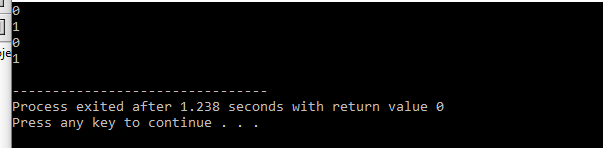 0
1
0
1
oje
--------------------------------
Process exited after 1.238 seconds with return value 0
Press any key to continue . . .